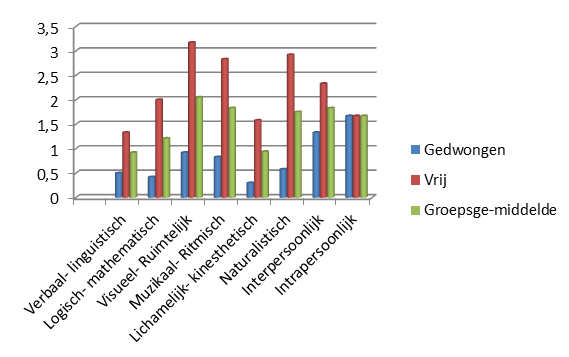 3,5
3
2,5
2
1,5
1
0,5
0
Verbaal- linguistisch
Logisch- mathematisch
Visueel- Ruimtelijk
Muzikaal- Ritmisch
Lichamelijk- kinesthetisch
Naturalistisch
Interpersoonlijk
Intrapersoonlijk
Gedwongen
Vrij
Groepsge-middelde